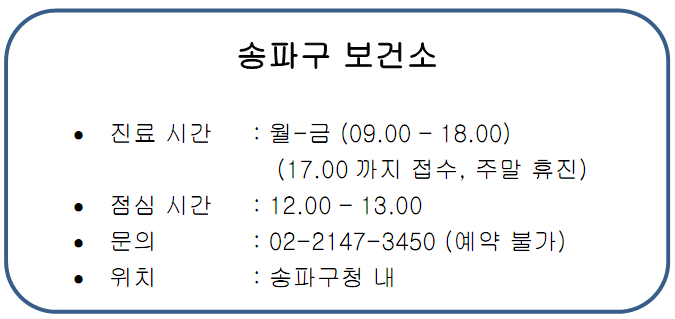 송파구 보건소
• 진료 시간 : 월-금 (09.00 – 18.00)
(17.00 까지 접수, 주말 휴진)
• 점심 시간 : 12.00 – 13.00
• 문의 : 02-2147-3450 (예약 불가)
• 위치 : 송파구청 내